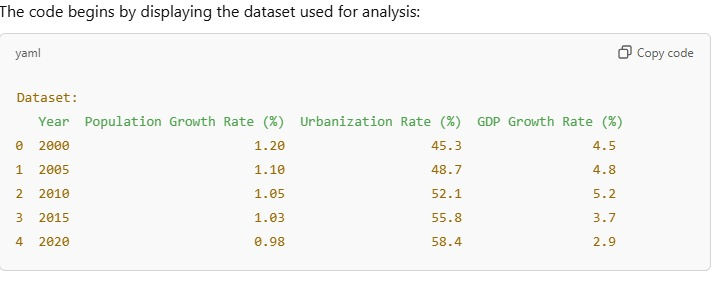 The code begins by displaying the dataset used for analysis:
yaml Copy code
Dataset:
Year Population Growth Rate (%) Urbanization Rate (%) GDP Growth Rate (%)
0 2000 1.20 45.3 4.5
1 2005 1.10 48.7 4.8
2 2010 1.05 52.1 5.2
3 2015 1.03 55.8 3.7
4 2020 0.98 58.4 2.9